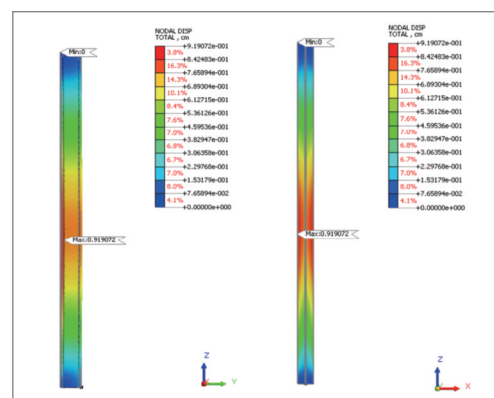 NODAL DISP
TOTAL , cm
+9.19072e-001
3.8%
+8.42483e-001
16.3%
+7.65894e-001
14.3%
+6.89304e-001
10.1%
+6.12715e-001
8.4%
+5.36126e-001
7.6%
+4.59536e-001
7.0%
+3.82947e-001
6.8%
+3.06358e-001
6.7%
+2.29768e-001
7.0%
+1.53179e-001
8.0%
+7.65894e-002
4.1%
+0.00000e+000
Min:0
Max:0.919072
Z
Y
NODAL DISP
TOTAL , cm
+9.19072e-001
3.8%
+8.42483e-001
16.3%
+7.65894e-001
14.3%
+6.89304e-001
10.1%
+6.12715e-001
8.4%
+5.36126e-001
7.6%
+4.59536e-001
7.0%
+3.82947e-001
6.8%
+3.06358e-001
6.7%
+2.29768e-001
7.0%
+1.53179e-001
8.0%
+7.65894e-002
4.1%
+0.00000e+000
Min:0
Max:0.919072
Z
X